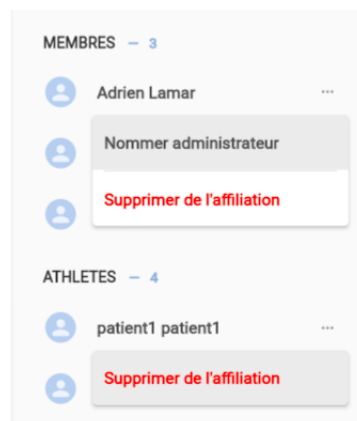 MEMBRES – 3
Adrien Lamar ...
Nommer administrateur
Supprimer de l'affiliation
ATHLETES – 4
patient1 patient1 ...
Supprimer de l'affiliation